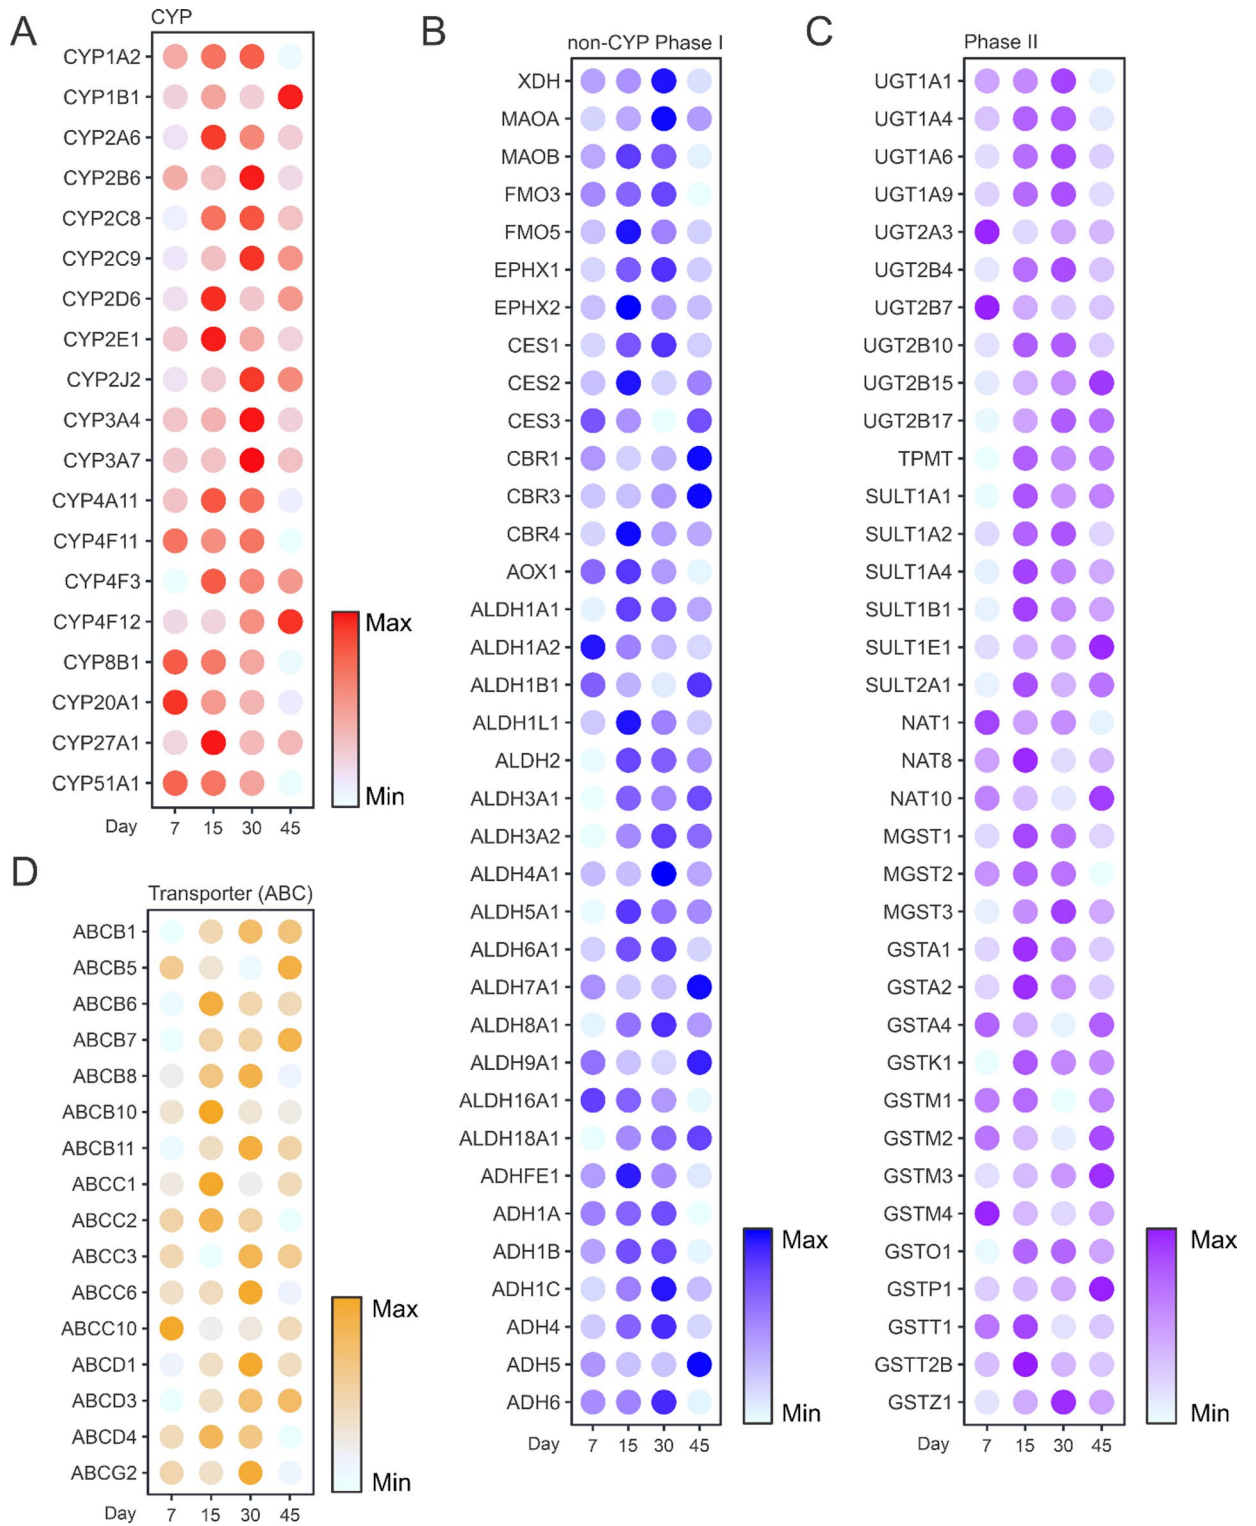 A
CYP
CYP1A2
CYP1B1
CYP2A6
CYP2B6
CYP2C8
CYP2C9
CYP2D6
CYP2E1
CYP2J2
CYP3A4
CYP3A7
CYP4A11
CYP4F11
CYP4F3
CYP4F12
CYP8B1
CYP20A1
CYP27A1
CYP51A1
Day 7 15 30 45
Max
Min
B
non-CYP Phase I
XDH
MAOA
MAOB
FMO3
FMO5
EPHX1
EPHX2
CES1
CES2
CES3
CBR1
CBR3
CBR4
AOX1
ALDH1A1
ALDH1A2
ALDH1B1
ALDH1L1
ALDH2
ALDH3A1
ALDH3A2
ALDH4A1
ALDH5A1
ALDH6A1
ALDH7A1
ALDH8A1
ALDH9A1
ALDH16A1
ALDH18A1
ADHFE1
ADH1A
ADH1B
ADH1C
ADH4
ADH5
ADH6
Day 7 15 30 45
Max
Min
C
Phase II
UGT1A1
UGT1A4
UGT1A6
UGT1A9
UGT2A3
UGT2B4
UGT2B7
UGT2B10
UGT2B15
UGT2B17
TPMT
SULT1A1
SULT1A2
SULT1A4
SULT1B1
SULT1E1
SULT2A1
NAT1
NAT8
NAT10
MGST1
MGST2
MGST3
GSTA1
GSTA2
GSTA4
GSTK1
GSTM1
GSTM2
GSTM3
GSTM4
GSTO1
GSTP1
GSTT1
GSTT2B
GSTZ1
Day 7 15 30 45
Max
Min
D
Transporter (ABC)
ABCB1
ABCB5
ABCB6
ABCB7
ABCB8
ABCB10
ABCB11
ABCC1
ABCC2
ABCC3
ABCC6
ABCC10
ABCD1
ABCD3
ABCD4
ABCG2
Day 7 15 30 45
Max
Min